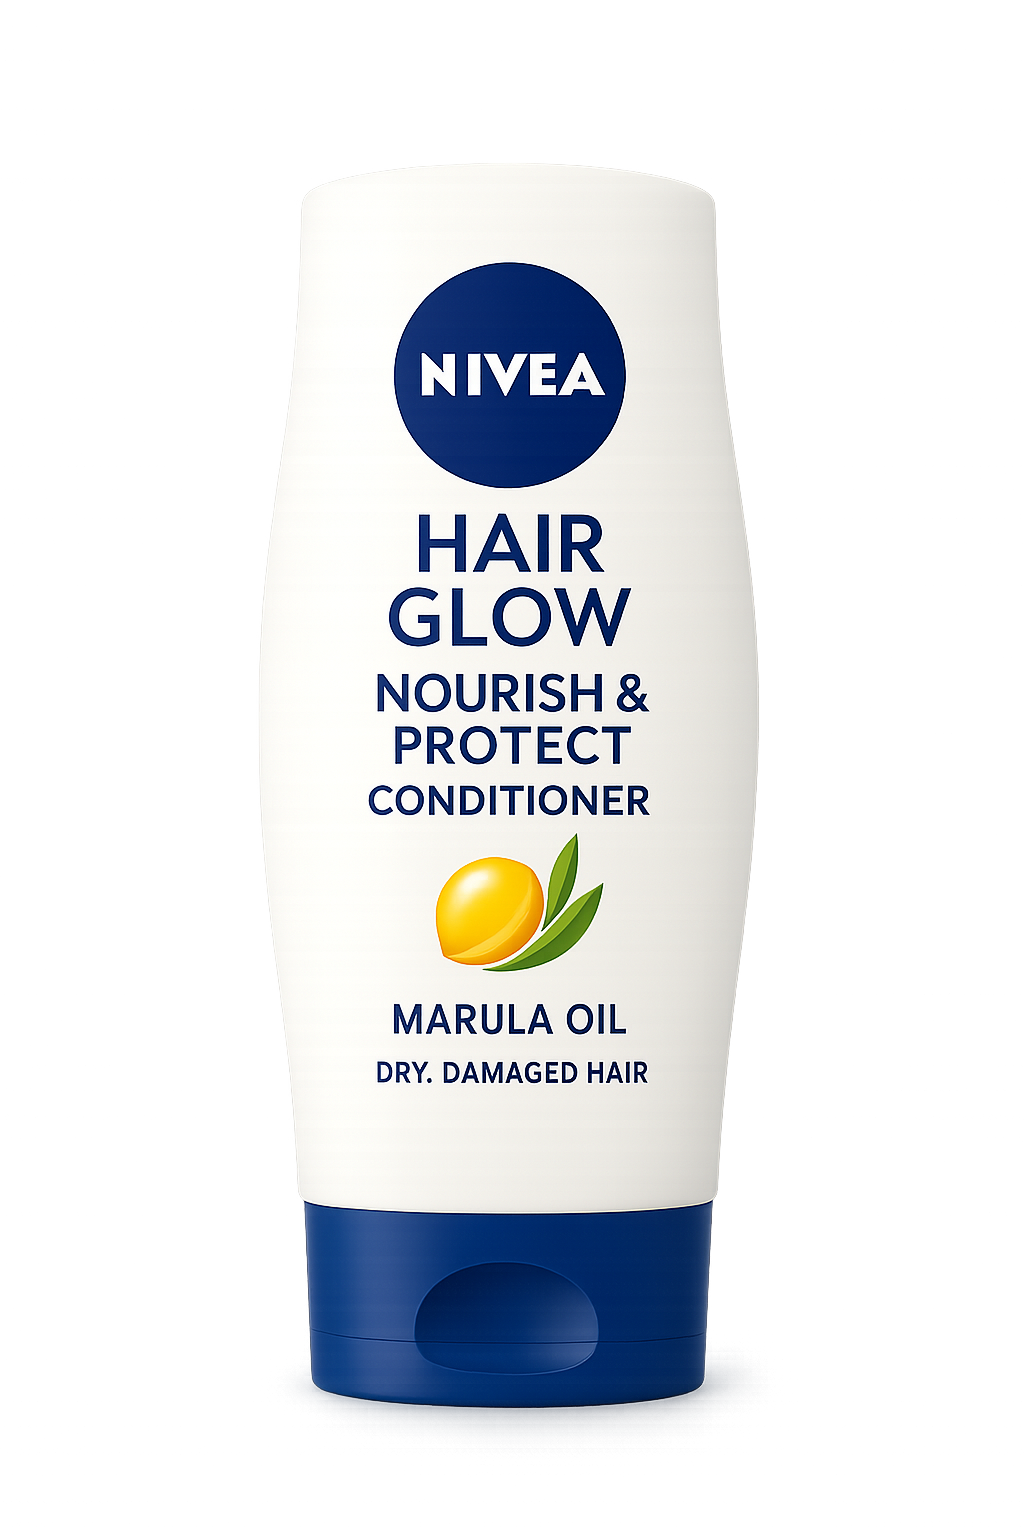 NIVEA
HAIR
GLOW
NOURISH &
PROTECT
CONDITIONER
MARULA OIL
DRY. DAMAGED HAIR